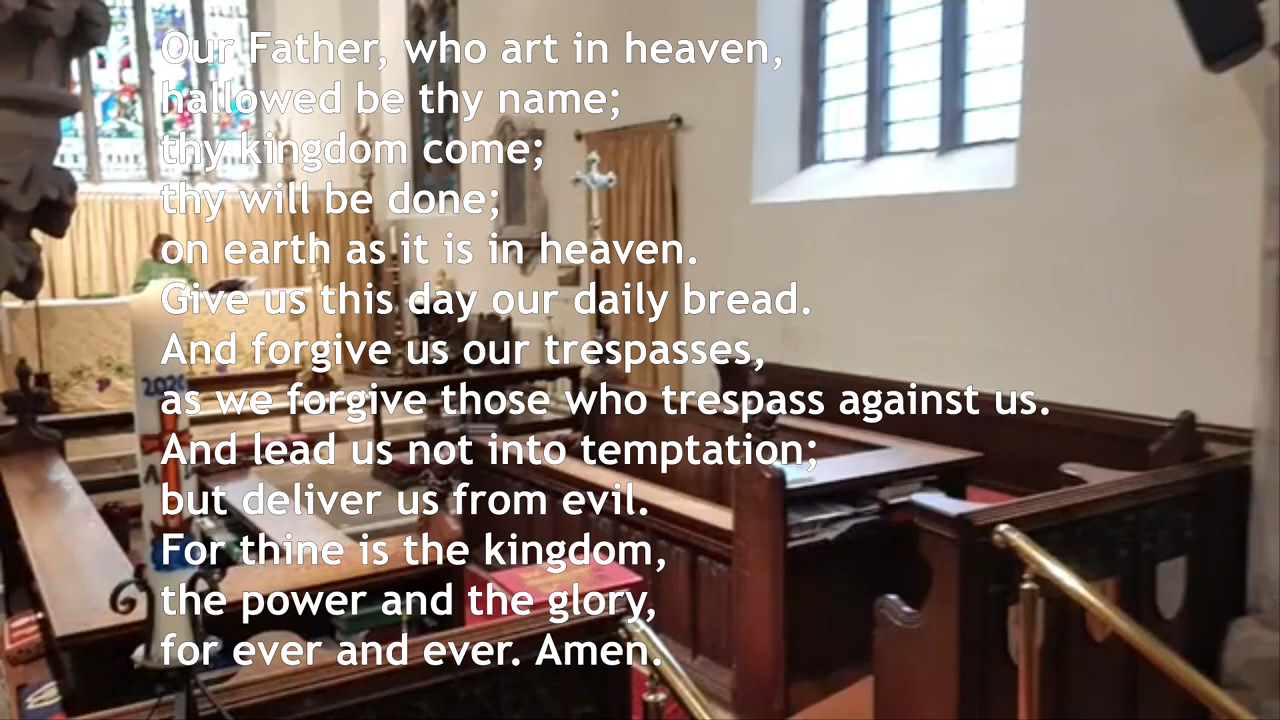 Our Father, who art in heaven,
hallowed be thy name;
thy kingdom come;
thy will be done;
on earth as it is in heaven.
Give us this day our daily bread.
And forgive us our trespasses,
as we forgive those who trespass against us.
And lead us not into temptation;
but deliver us from evil.
For thine is the kingdom,
the power and the glory,
for ever and ever. Amen.